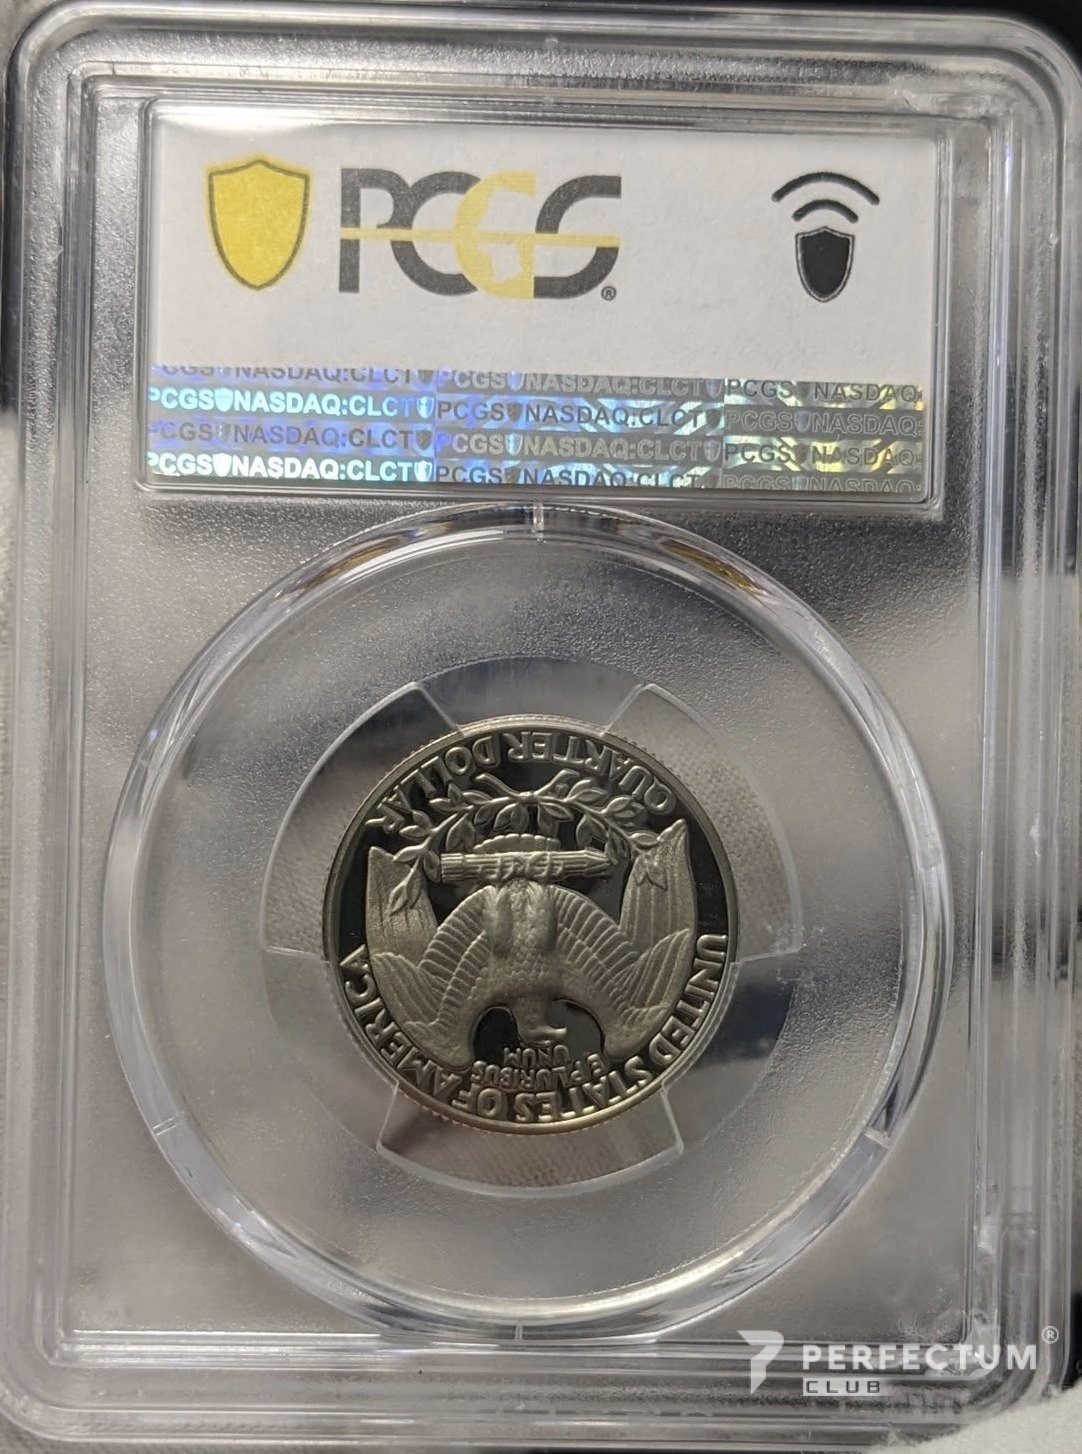 PCGS®
PCGS NASDAQ:CLCT PCGS NASDAQ:CLCT PCGS NASDAQ
PCGS NASDAQ:CLCT PCGS NASDAQ:CLCT PCGS NASDAQ:
PCGS NASDAQ:CLCT PCGS NASDAQ:CLCT PCGS NASDAQ:
PCGS NASDAQ:CLCT PCGS NASDAQ:CLCT PCGS NASDAQ:
UNITED STATES OF AMERICA
E PLURIBUS
UNUM
QUARTER DOLLAR
PERFECTUM®
CLUB